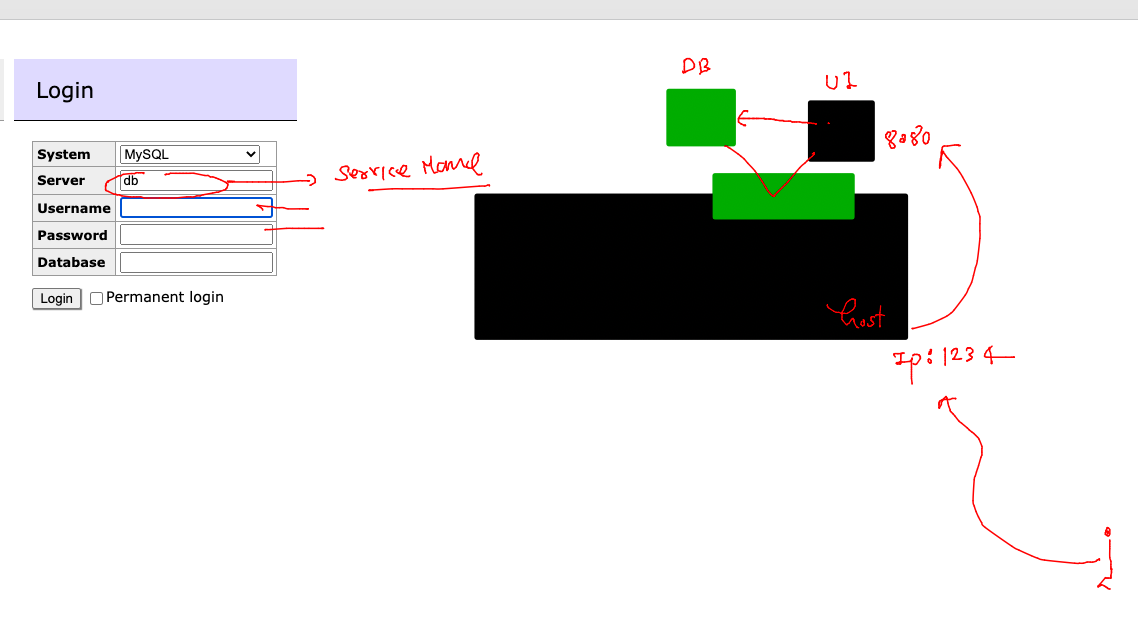 Login
System MySQL
Server db
Username
Password
Database
Login Permanent login
Service Name
DB
UI
8080
host
Ip:1234